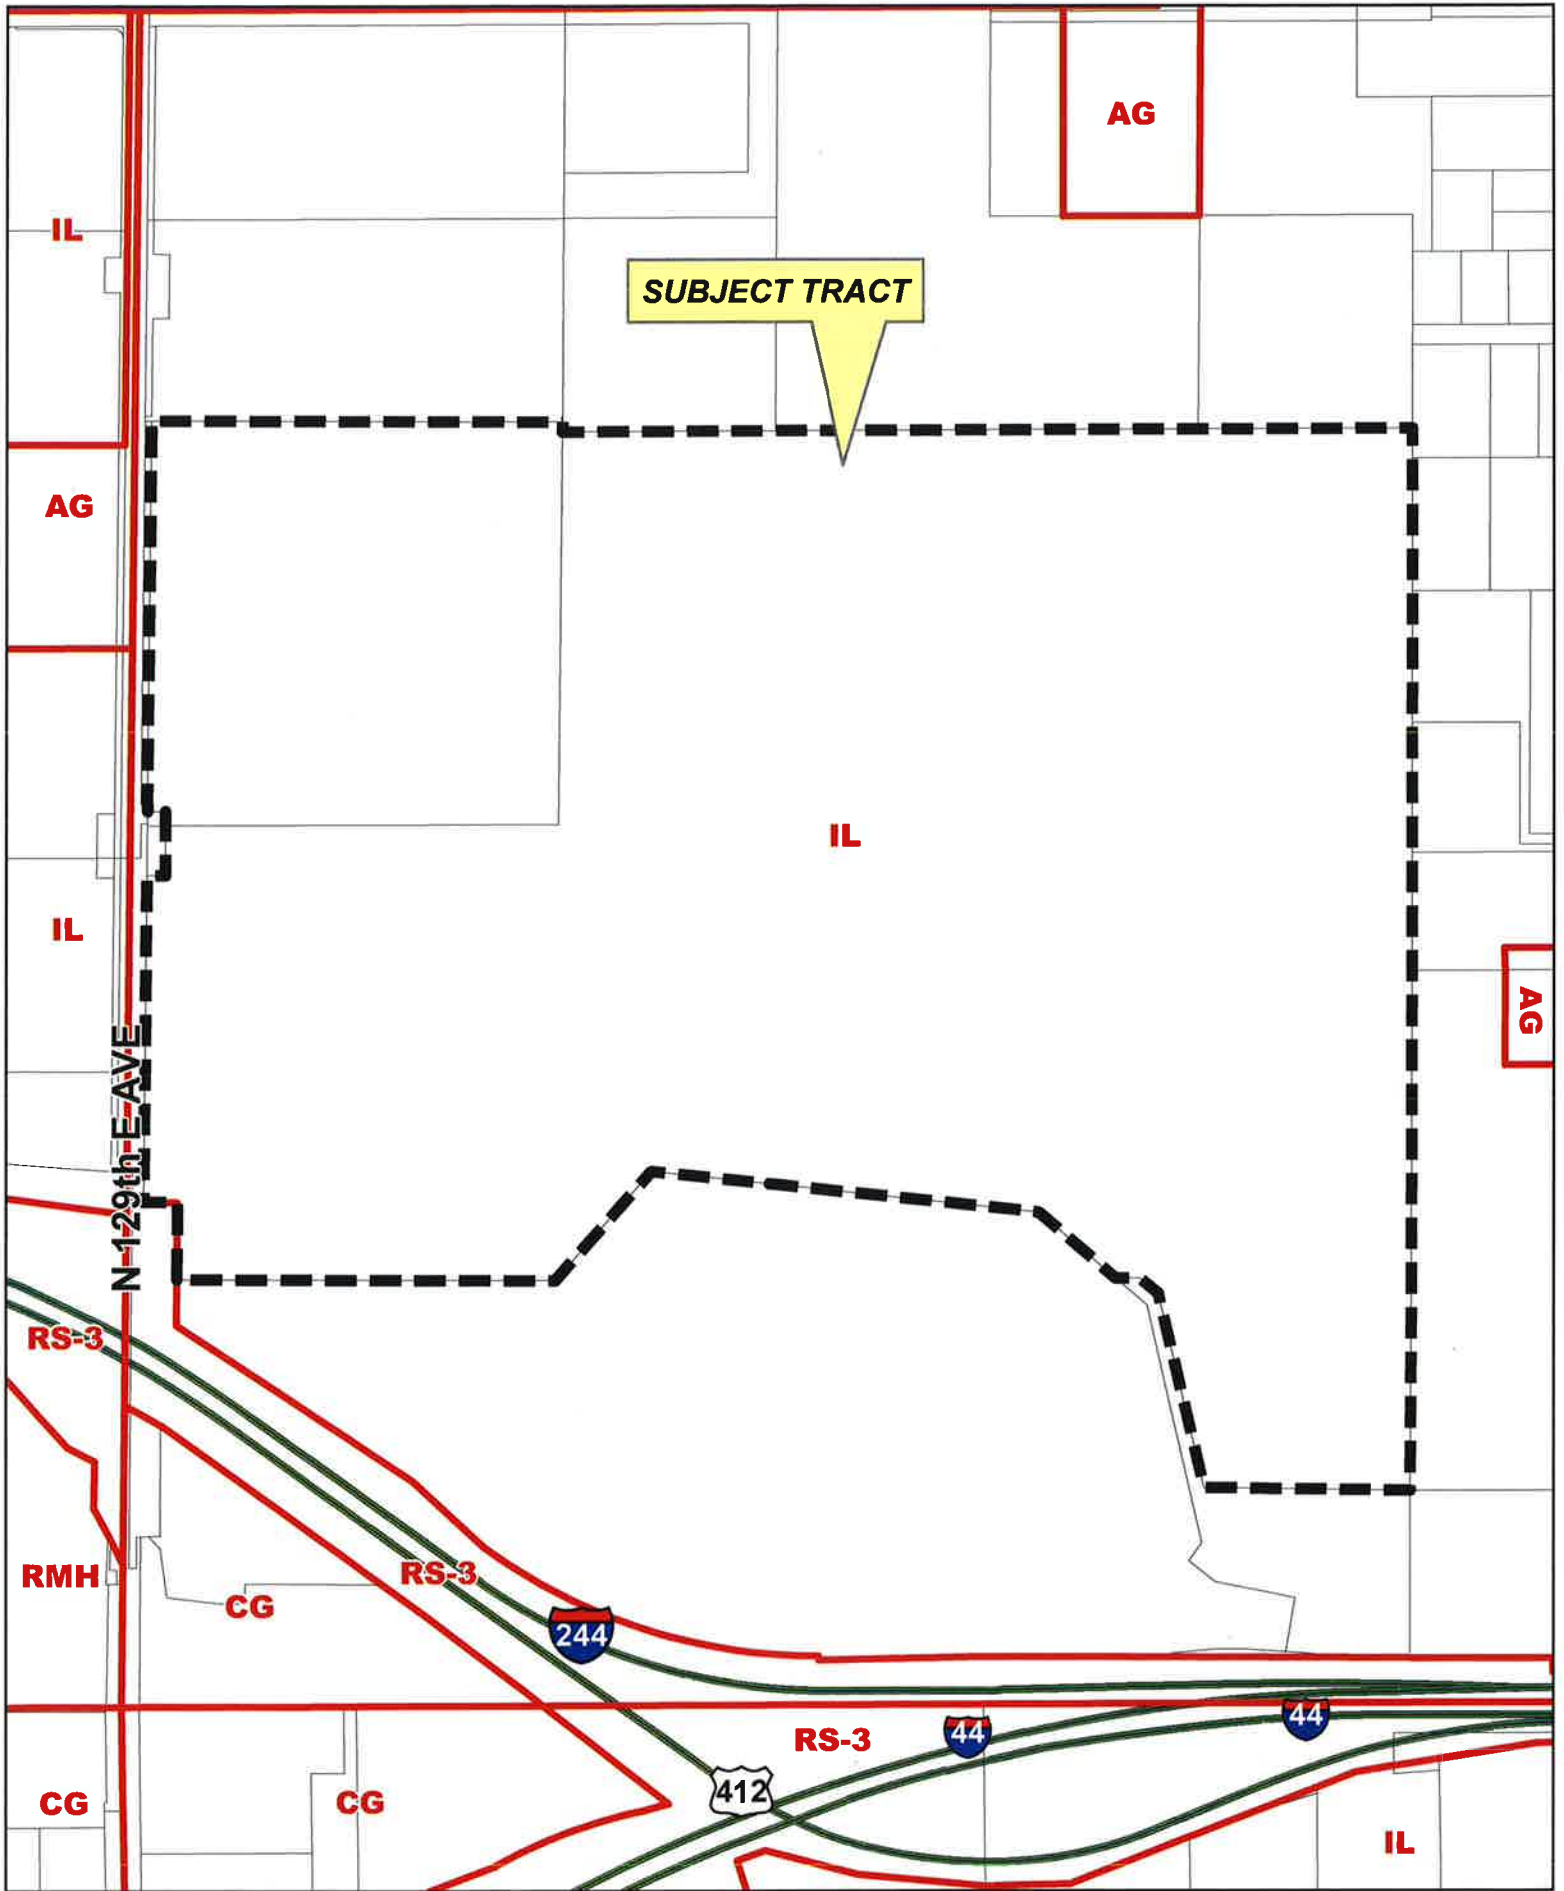 AG
IL
SUBJECT TRACT
AG
IL
IL
AG
N 129th E AVE
RS-3
RS-3
RMH
CG
244
44
44
RS-3
412
CG
CG
IL